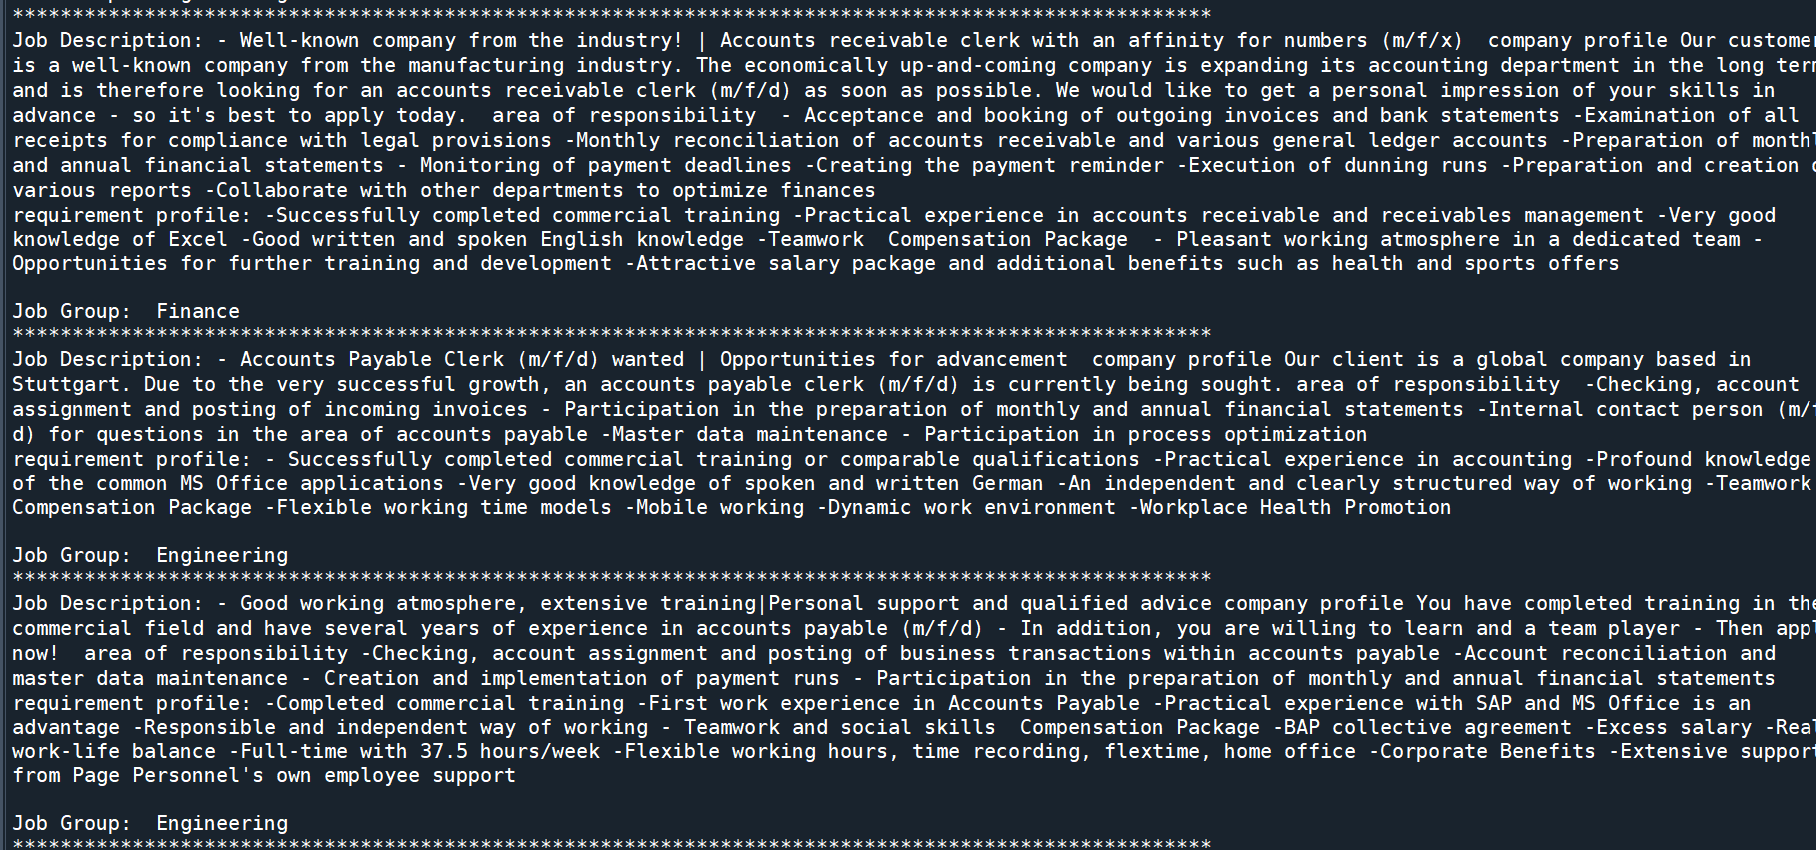 ****************************************************************************************************
Job Description: - Well-known company from the industry! | Accounts receivable clerk with an affinity for numbers (m/f/x)  company profile Our customer
is a well-known company from the manufacturing industry. The economically up-and-coming company is expanding its accounting department in the long term
and is therefore looking for an accounts receivable clerk (m/f/d) as soon as possible. We would like to get a personal impression of your skills in
advance - so it's best to apply today.  area of responsibility  - Acceptance and booking of outgoing invoices and bank statements -Examination of all
receipts for compliance with legal provisions -Monthly reconciliation of accounts receivable and various general ledger accounts -Preparation of monthl
and annual financial statements - Monitoring of payment deadlines -Creating the payment reminder -Execution of dunning runs -Preparation and creation o
various reports -Collaborate with other departments to optimize finances
requirement profile: -Successfully completed commercial training -Practical experience in accounts receivable and receivables management -Very good
knowledge of Excel -Good written and spoken English knowledge -Teamwork  Compensation Package  - Pleasant working atmosphere in a dedicated team -
Opportunities for further training and development -Attractive salary package and additional benefits such as health and sports offers
Job Group:  Finance
****************************************************************************************************
Job Description: - Accounts Payable Clerk (m/f/d) wanted | Opportunities for advancement  company profile Our client is a global company based in
Stuttgart. Due to the very successful growth, an accounts payable clerk (m/f/d) is currently being sought. area of responsibility  -Checking, account
assignment and posting of incoming invoices - Participation in the preparation of monthly and annual financial statements -Internal contact person (m/f
d) for questions in the area of accounts payable -Master data maintenance - Participation in process optimization
requirement profile: - Successfully completed commercial training or comparable qualifications -Practical experience in accounting -Profound knowledge
of the common MS Office applications -Very good knowledge of spoken and written German -An independent and clearly structured way of working -Teamwork
Compensation Package -Flexible working time models -Mobile working -Dynamic work environment -Workplace Health Promotion
Job Group:  Engineering
****************************************************************************************************
Job Description: - Good working atmosphere, extensive training|Personal support and qualified advice company profile You have completed training in the
commercial field and have several years of experience in accounts payable (m/f/d) - In addition, you are willing to learn and a team player - Then appl
now!  area of responsibility -Checking, account assignment and posting of business transactions within accounts payable -Account reconciliation and
master data maintenance - Creation and implementation of payment runs - Participation in the preparation of monthly and annual financial statements
requirement profile: -Completed commercial training -First work experience in Accounts Payable -Practical experience with SAP and MS Office is an
advantage -Responsible and independent way of working - Teamwork and social skills  Compensation Package -BAP collective agreement -Excess salary -Real
work-life balance -Full-time with 37.5 hours/week -Flexible working hours, time recording, flextime, home office -Corporate Benefits -Extensive support
from Page Personnel's own employee support
Job Group:  Engineering
****************************************************************************************************